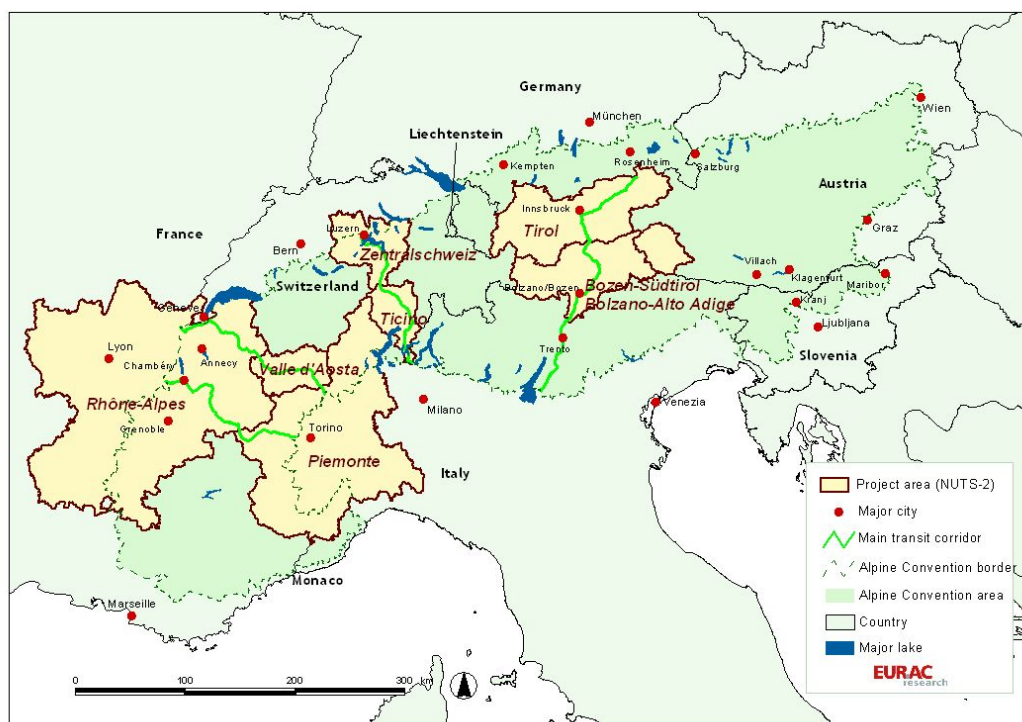 Germany
Wien
München
Liechtenstein
Kempten
Rosenheim
Salzburg
Austria
Innsbruck
Luzern
Tirol
France
Bern
Graz
Zentralschweiz
Villach
Klagenfurt
Maribor
Switzerland
Bolzano/Bozen
Bozen-Südtirol
Bolzano-Alto Adige
Kranj
Genève
Ticino
Ljubljana
Lyon
Annecy
Trento
Slovenia
Chambéry
Valle d'Aosta
Milano
Venezia
Rhône-Alpes
Grenoble
Torino
Piemonte
Italy
Project area (NUTS-2)
Major city
Main transit corridor
Alpine Convention border
Alpine Convention area
Country
Major lake
EURAC
research
Monaco
Marseille
0 50 100 200 300 km